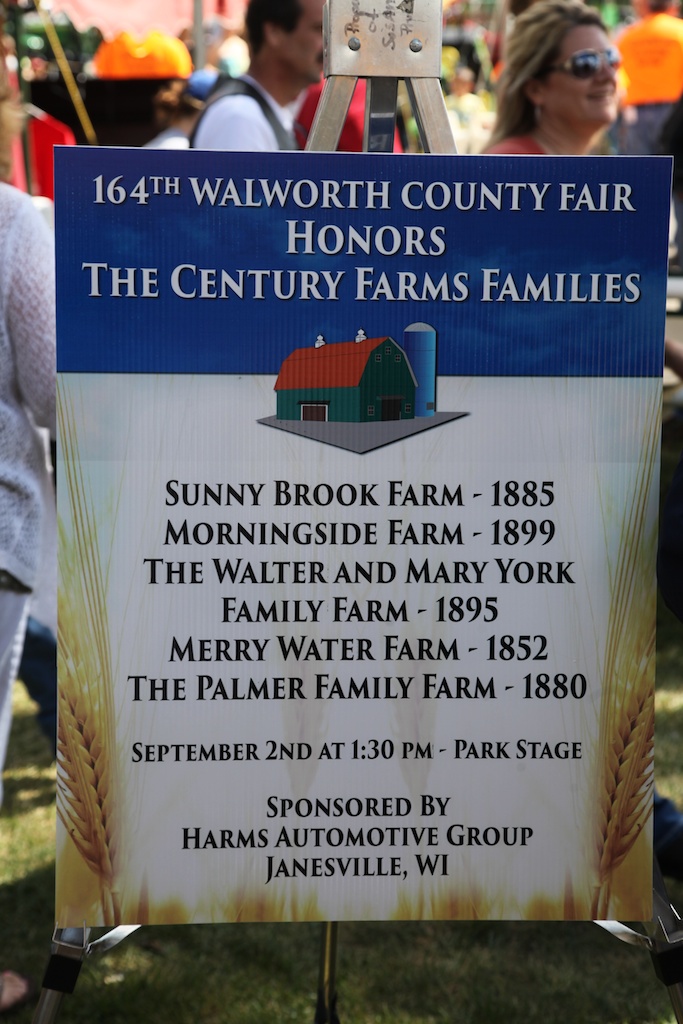 Property
of
164TH WALWORTH COUNTY FAIR
HONORS
THE CENTURY FARMS FAMILIES
SUNNY BROOK FARM - 1885
MORNINGSIDE FARM - 1899
THE WALTER AND MARY YORK
FAMILY FARM - 1895
MERRY WATER FARM - 1852
THE PALMER FAMILY FARM - 1880
SEPTEMBER 2ND AT 1:30 PM - PARK STAGE
SPONSORED BY
HARMS AUTOMOTIVE GROUP
JANESVILLE, WI